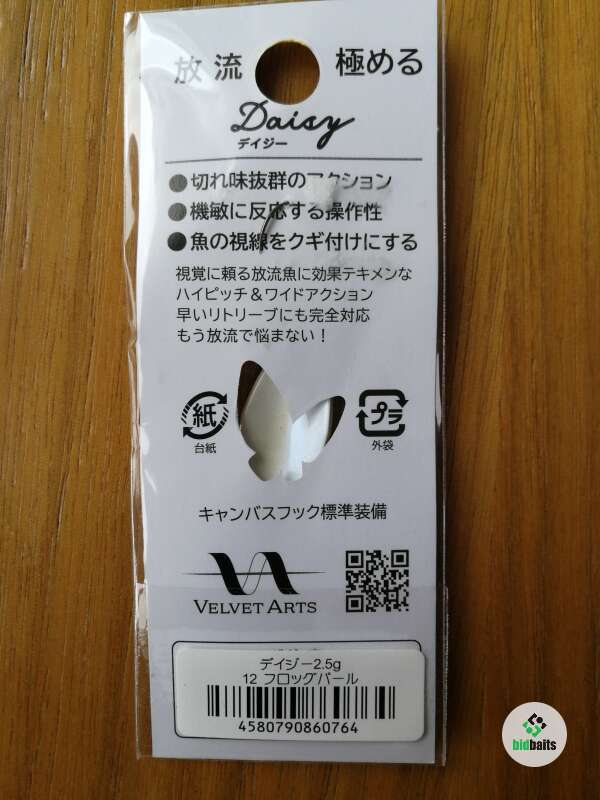 放流 極める
Daisy
デイジー
●切れ味抜群のアクション
●機敏に反応する操作性
●魚の視線をクギ付けにする
視覚に頼る放流魚に効果テキメンな
ハイピッチ＆ワイドアクション
早いリトリーブにも完全対応
もう放流で悩まない！
紙
台紙
プラ
外袋
キャンバスフック標準装備
VELVET ARTS
デイジー2.5g
12 フロッグパール
4580790860764
bidbaits